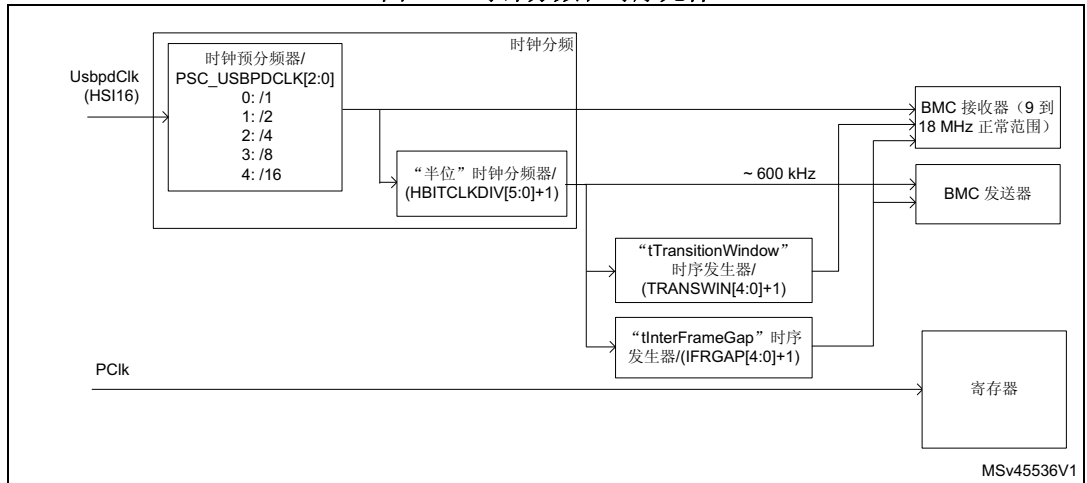 时钟分频
时钟预分频器/
PSC_USBPDCLK[2:0]
0: /1
1: /2
2: /4
3: /8
4: /16
UsbpdClk
(HSI16)
“半位”时钟分频器/
(HBITCLKDIV[5:0]+1)
~ 600 kHz
BMC 接收器（9 到
18 MHz 正常范围）
BMC 发送器
“tTransitionWindow”
时序发生器/
(TRANSWIN[4:0]+1)
“tInterFrameGap”时序
发生器/(IFRGAP[4:0]+1)
PClk
寄存器
MSv45536V1